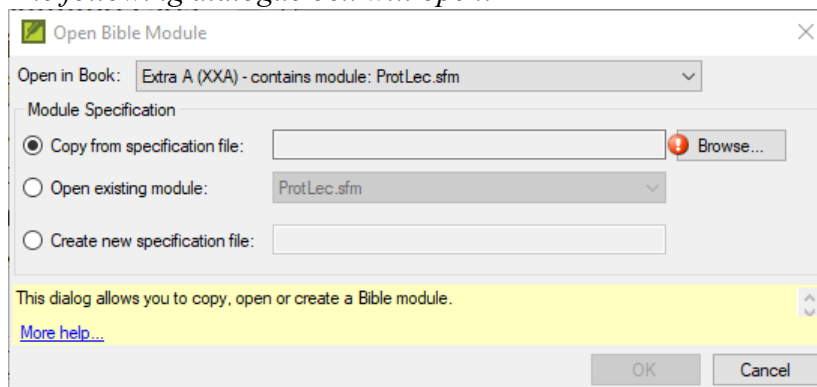 Open Bible Module
Open in Book: Extra A (XXA) - contains module: ProtLec.sfm
Module Specification
Copy from specification file: Browse...
Open existing module: ProtLec.sfm
Create new specification file:
This dialog allows you to copy, open or create a Bible module.
More help...
OK Cancel